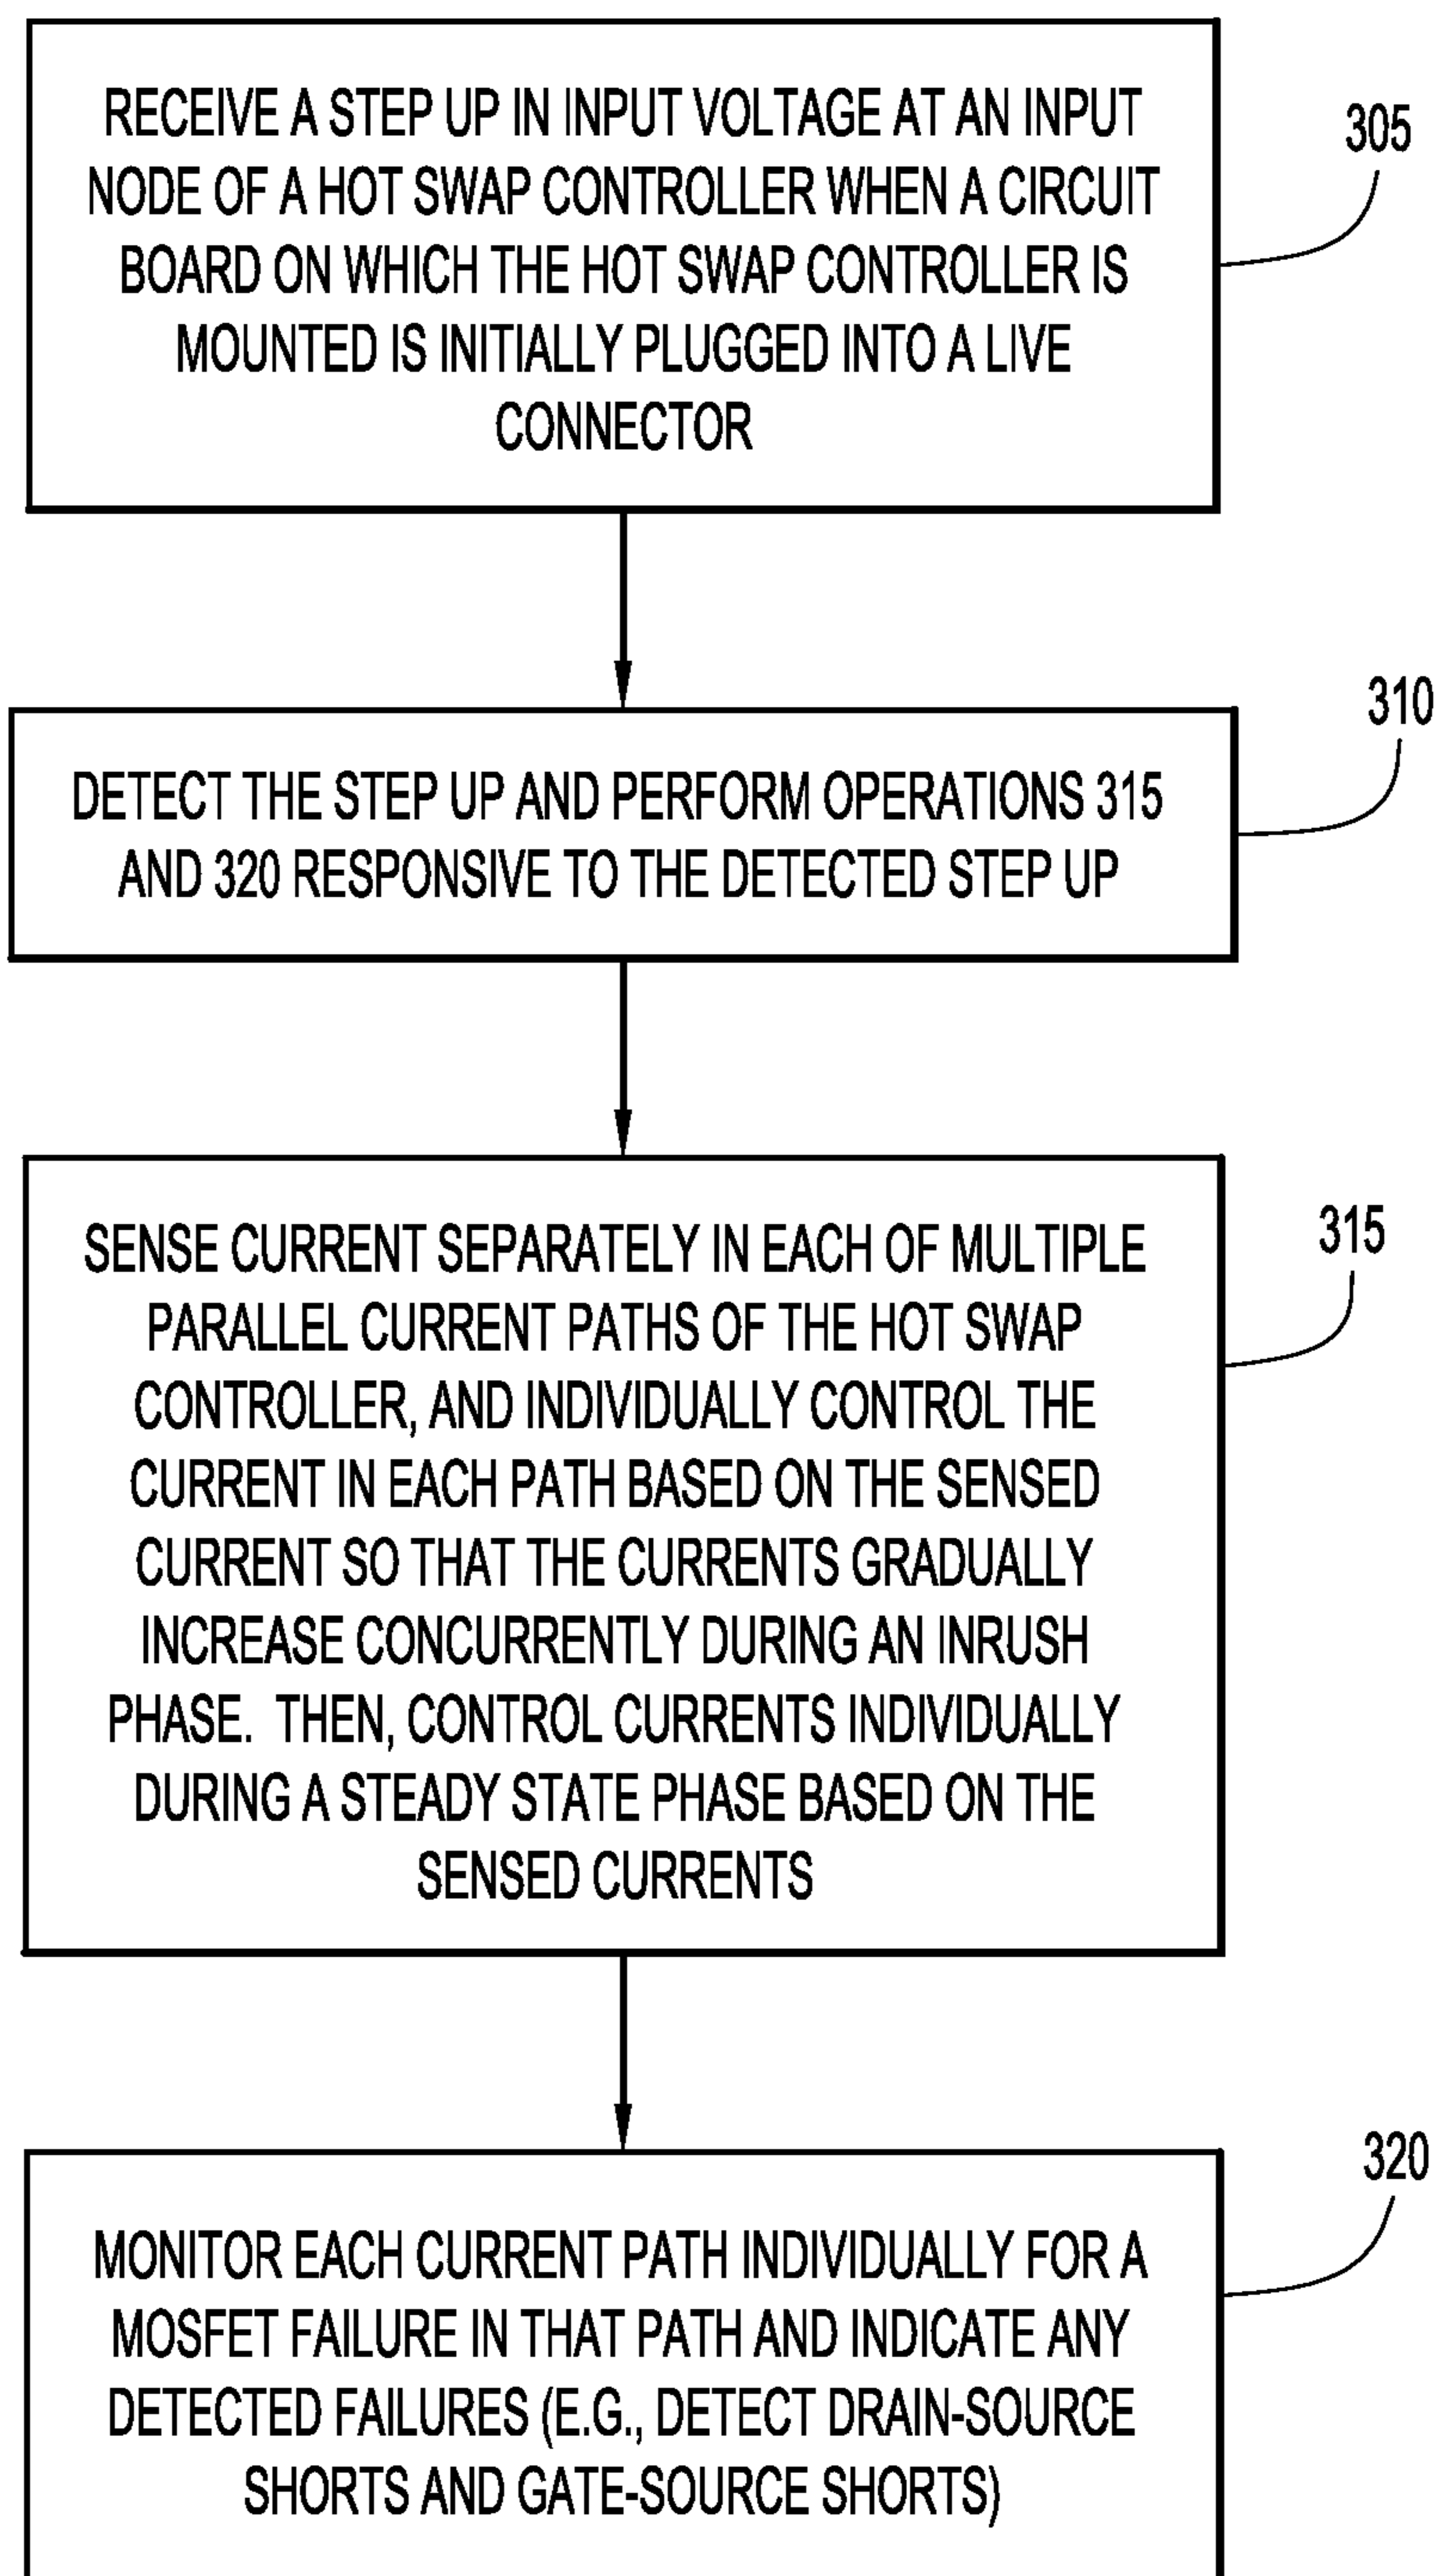 RECEIVE A STEP UP IN INPUT VOLTAGE AT AN INPUT
NODE OF A HOT SWAP CONTROLLER WHEN A CIRCUIT
BOARD ON WHICH THE HOT SWAP CONTROLLER IS
MOUNTED IS INITIALLY PLUGGED INTO A LIVE
CONNECTOR
305
DETECT THE STEP UP AND PERFORM OPERATIONS 315
AND 320 RESPONSIVE TO THE DETECTED STEP UP
310
SENSE CURRENT SEPARATELY IN EACH OF MULTIPLE
PARALLEL CURRENT PATHS OF THE HOT SWAP
CONTROLLER, AND INDIVIDUALLY CONTROL THE
CURRENT IN EACH PATH BASED ON THE SENSED
CURRENT SO THAT THE CURRENTS GRADUALLY
INCREASE CONCURRENTLY DURING AN INRUSH
PHASE.  THEN, CONTROL CURRENTS INDIVIDUALLY
DURING A STEADY STATE PHASE BASED ON THE
SENSED CURRENTS
315
MONITOR EACH CURRENT PATH INDIVIDUALLY FOR A
MOSFET FAILURE IN THAT PATH AND INDICATE ANY
DETECTED FAILURES (E.G., DETECT DRAIN-SOURCE
SHORTS AND GATE-SOURCE SHORTS)
320